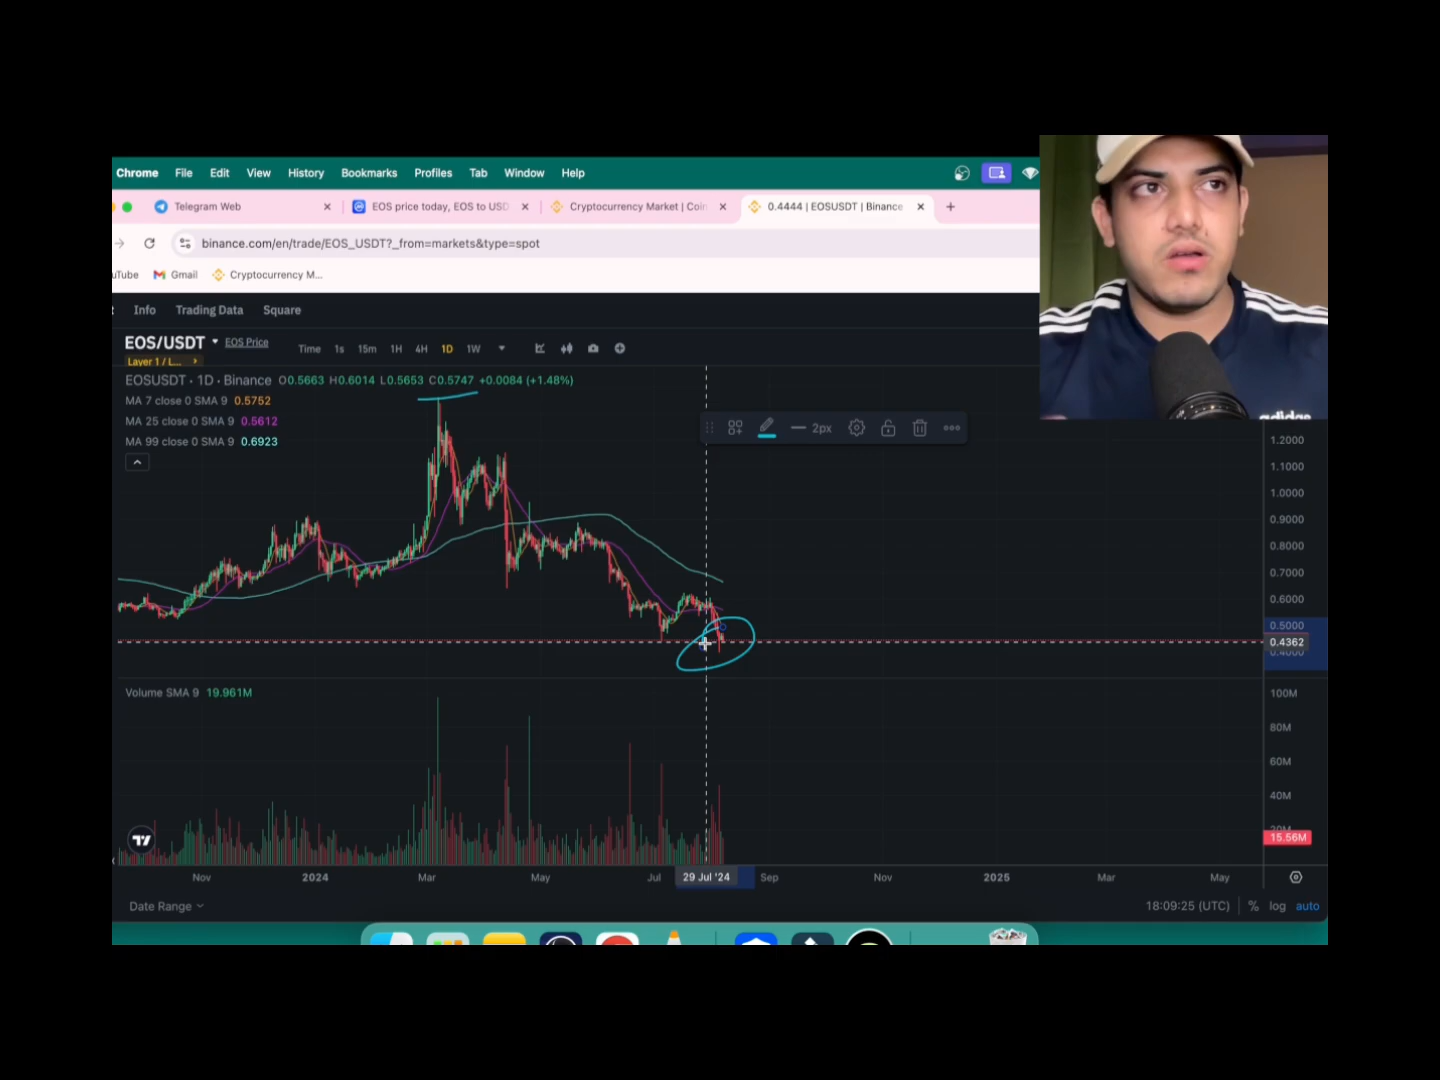 Chrome File Edit View History Bookmarks Profiles Tab Window Help
Telegram Web × EOS price today, EOS to USD × Cryptocurrency Market | Coin × 0.4444 | EOSUSDT | Binance × +
binance.com/en/trade/EOS_USDT?_from=markets&type=spot
uTube Gmail Cryptocurrency M...
Info Trading Data Square
EOS/USDT EOS Price Time 1s 15m 1H 4H 1D 1W
Layer 1 / L... >
EOSUSDT · 1D · Binance O0.5663 H0.6014 L0.5653 C0.5747 +0.0084 (+1.48%)
MA 7 close 0 SMA 9 0.5752
MA 25 close 0 SMA 9 0.5612
MA 99 close 0 SMA 9 0.6923
2px
adidas
1.2000
1.1000
1.0000
0.9000
0.8000
0.7000
0.6000
0.5000
0.4362
0.4000
Volume SMA 9 19.961M
100M
80M
60M
40M
20M
15.56M
Nov 2024 Mar May Jul 29 Jul '24 Sep Nov 2025 Mar May
Date Range 18:09:25 (UTC) % log auto